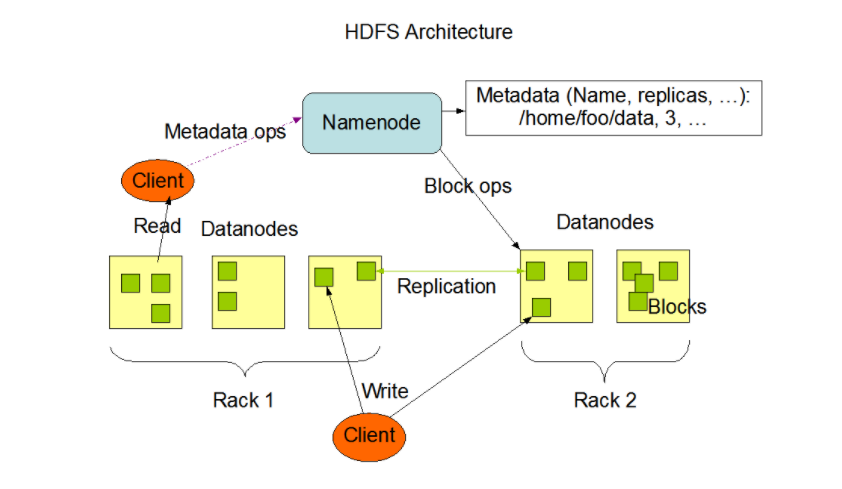 HDFS Architecture
Metadata (Name, replicas, ...):
/home/foo/data, 3, ...
Namenode
Metadata ops
Client
Block ops
Read
Datanodes
Datanodes
Replication
Blocks
Rack 1
Write
Rack 2
Client